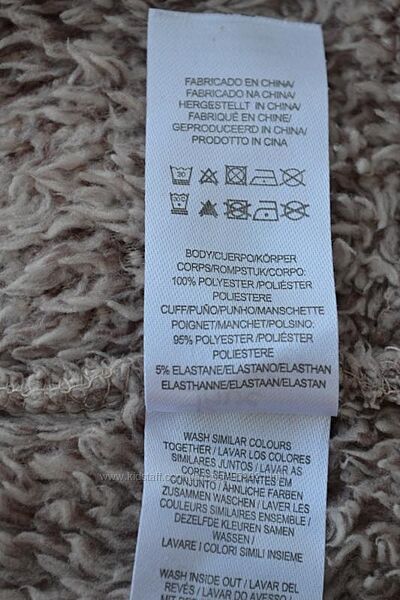 FABRICADO EN CHINA/
FABRICADO NA CHINA/
HERGESTELLT IN CHINA/
FABRIQUÉ EN CHINE/
GEPRODUCEERD IN CHINA/
PRODOTTO IN CINA
30
30°C
BODY/CUERPO/KÖRPER
CORPS/ROMPSTUK/CORPO:
100% POLYESTER/POLIÉSTER
POLIESTERE
CUFF/PUÑO/PUNHO/MANSCHETTE
POIGNET/MANCHET/POLSINO:
95% POLYESTER/POLIÉSTER
POLIESTERE
5% ELASTANE/ELASTANO/ELASTHAN
ELASTHANNE/ELASTAAN/ELASTAN
WASH SIMILAR COLOURS
TOGETHER / LAVAR LOS COLORES
SIMILARES JUNTOS / LAVAR AS
CORES SEMELHANTES EM
CONJUNTO / ÄHNLICHE FARBEN
ZUSAMMEN WASCHEN / LAVER LES
COULEURS SIMILAIRES ENSEMBLE /
DEZELFDE KLEUREN SAMEN
WASSEN /
LAVARE I COLORI SIMILI INSIEME
WASH INSIDE OUT / LAVAR DEL
REVÉS / LAVAR DO AVESSO /